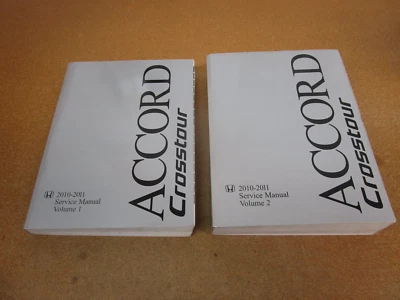 ACCORD
Crosstour
2010-2011
Service Manual
Volume 1
ACCORD
Crosstour
2010-2011
Service Manual
Volume 2